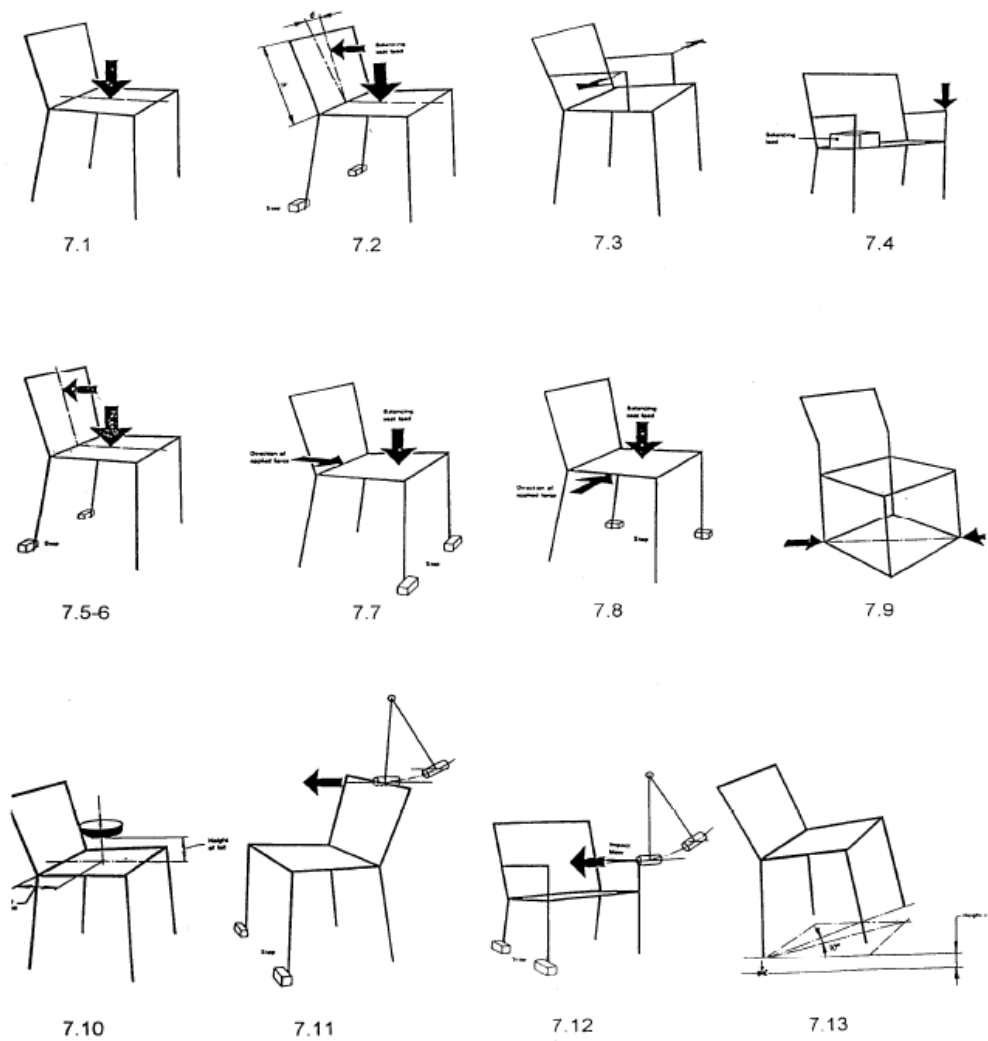 Balancing
seat load
Stop
Balancing
load
7.1
7.2
7.3
7.4
Stop
Direction of
applied force
Balancing
seat load
Stop
Balancing
seat load
Direction of
applied force
Stop
7.5-6
7.7
7.8
7.9
Height
of fall
Stop
Impact
Stop
10°
7.10
7.11
7.12
7.13